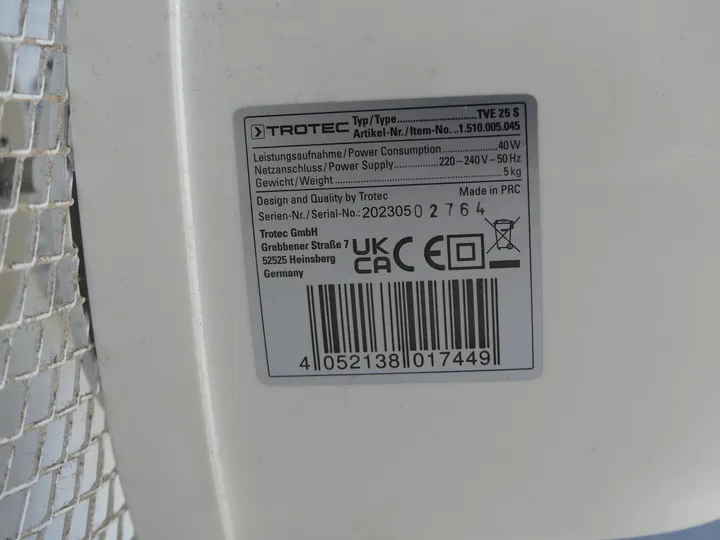 TROTEC
Typ/Type..............................TVE 25 S
Artikel-Nr./Item-No...1.510.005.045
Leistungsaufnahme/Power Consumption....................40 W
Netzanschluss/Power Supply................220–240 V ~ 50 Hz
Gewicht/Weight..................................................5 kg
Design and Quality by Trotec
Made in PRC
Serien-Nr./Serial-No.: 20230502764
Trotec GmbH
Grebbener Straße 7
52525 Heinsberg
Germany
UK
CA
CE
4 052138 017449